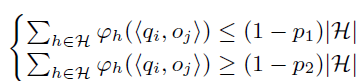 ∑_{h∈ℋ} φ_h(⟨q_i, o_j⟩) ≤ (1 − p_1)|ℋ|
∑_{h∈ℋ} φ_h(⟨q_i, o_j⟩) ≥ (1 − p_2)|ℋ|